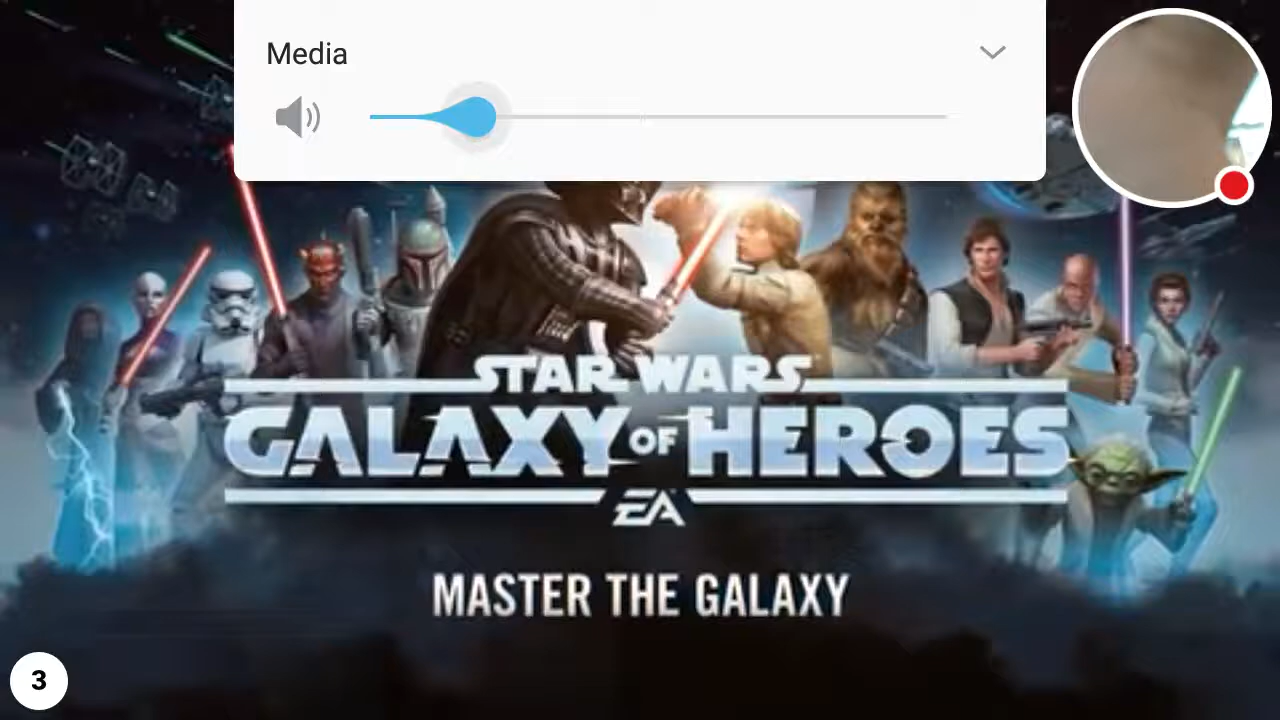 Media
STAR WARS
GALAXY OF HEROES
EA
MASTER THE GALAXY
3